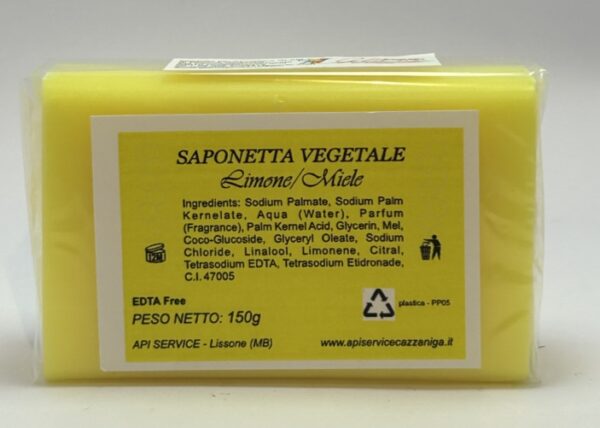 SAPONETTA VEGETALE
Limone/Miele
Ingredients: Sodium Palmate, Sodium Palm
Kernelate, Aqua (Water), Parfum
(Fragrance), Palm Kernel Acid, Glycerin, Mel,
Coco-Glucoside, Glyceryl Oleate, Sodium
Chloride, Linalool, Limonene, Citral,
Tetrasodium EDTA, Tetrasodium Etidronade,
C.I. 47005
12M
EDTA Free
PESO NETTO: 150g
plastica - PP05
API SERVICE - Lissone (MB)
www.apiservicecazzaniga.it